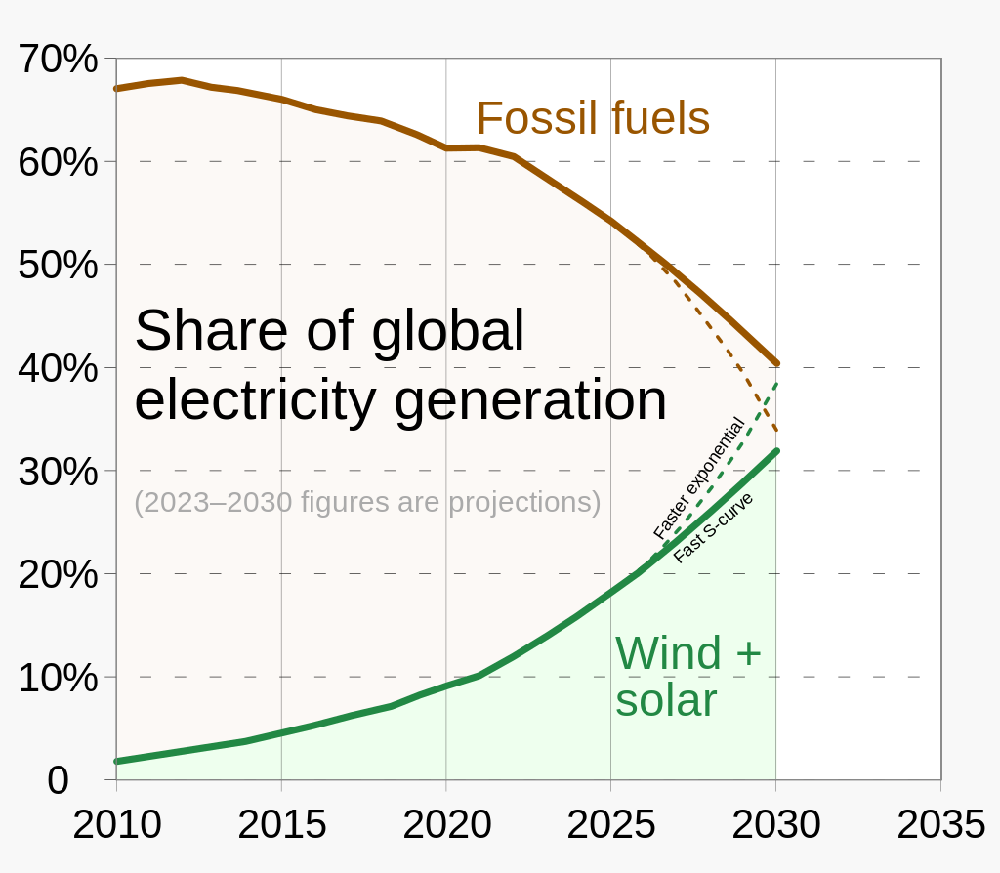 70%
Fossil fuels
60%
50%
Share of global
40%
electricity generation
Faster exponential
30%
(2023–2030 figures are projections)
Fast S-curve
20%
Wind +
10%
solar
0
2010 2015 2020 2025 2030 2035